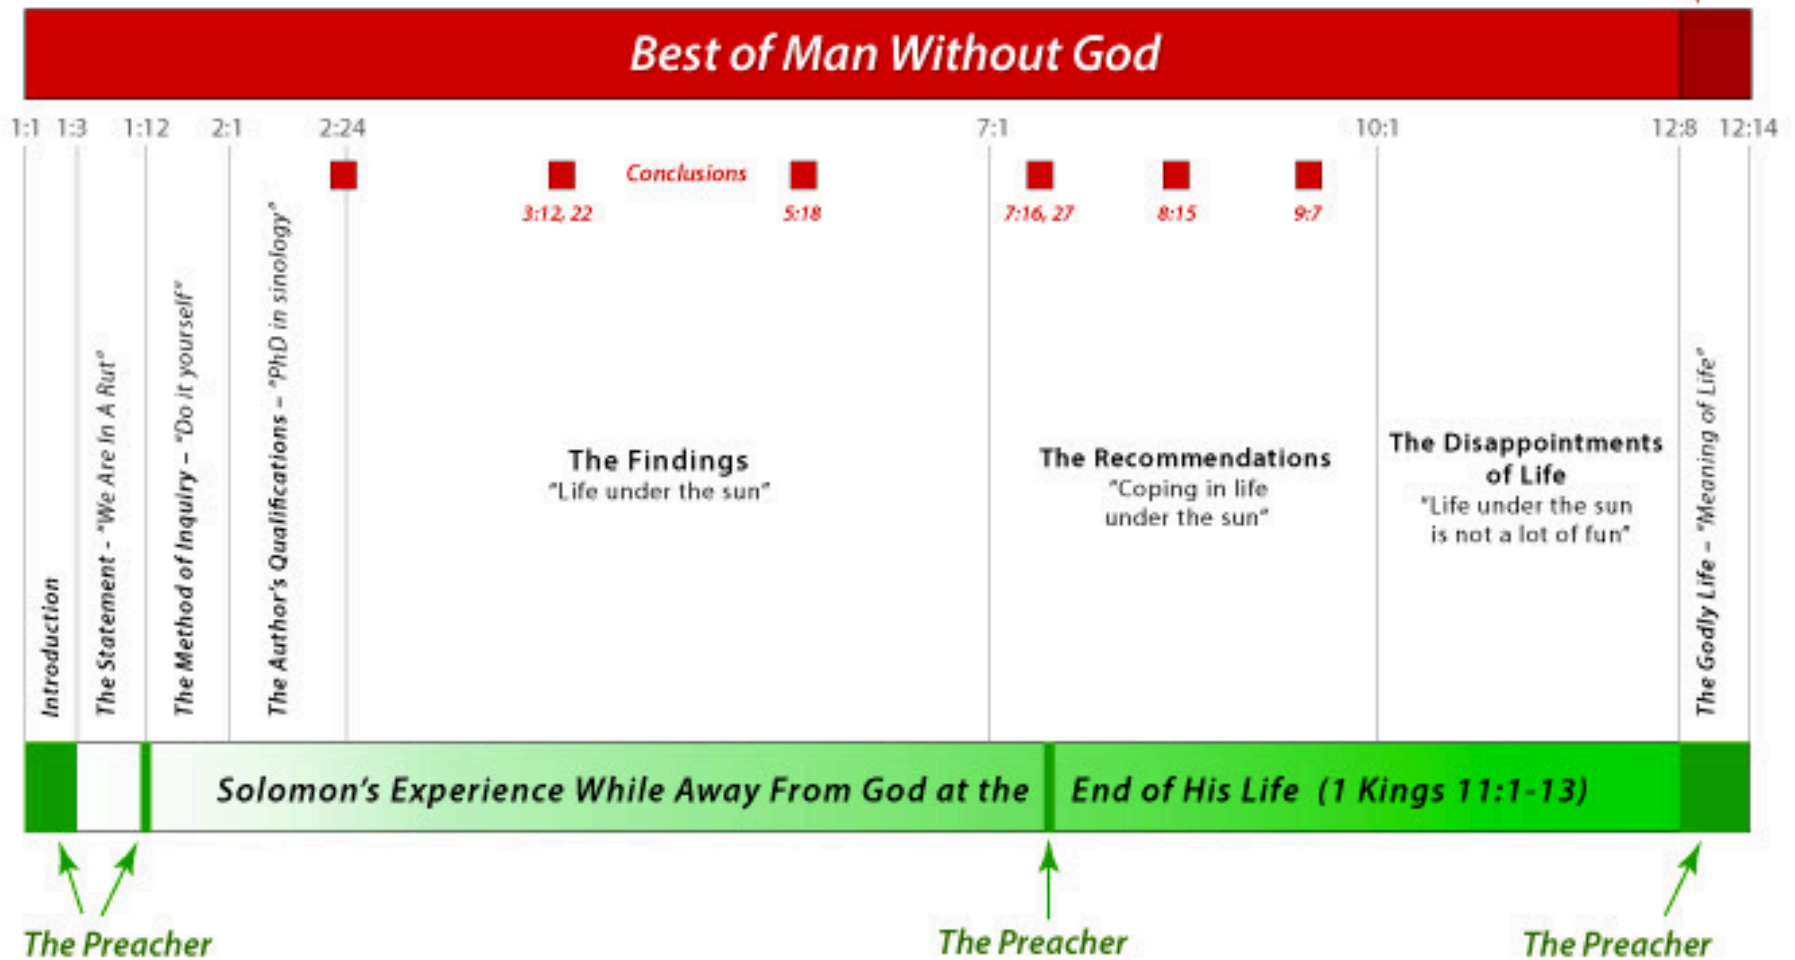 Best of Man Without God
1:1 1:3 1:12 2:1 2:24 7:1 10:1 12:8 12:14
Conclusions
3:12, 22 5:18 7:16, 27 8:15 9:7
Introduction
The Statement - "We Are In A Rut"
The Method of Inquiry – "Do it yourself"
The Author's Qualifications – "PhD in sinology"
The Findings
"Life under the sun"
The Recommendations
"Coping in life
under the sun"
The Disappointments
of Life
"Life under the sun
is not a lot of fun"
The Godly Life – "Meaning of Life"
Solomon's Experience While Away From God at the End of His Life (1 Kings 11:1-13)
The Preacher The Preacher The Preacher